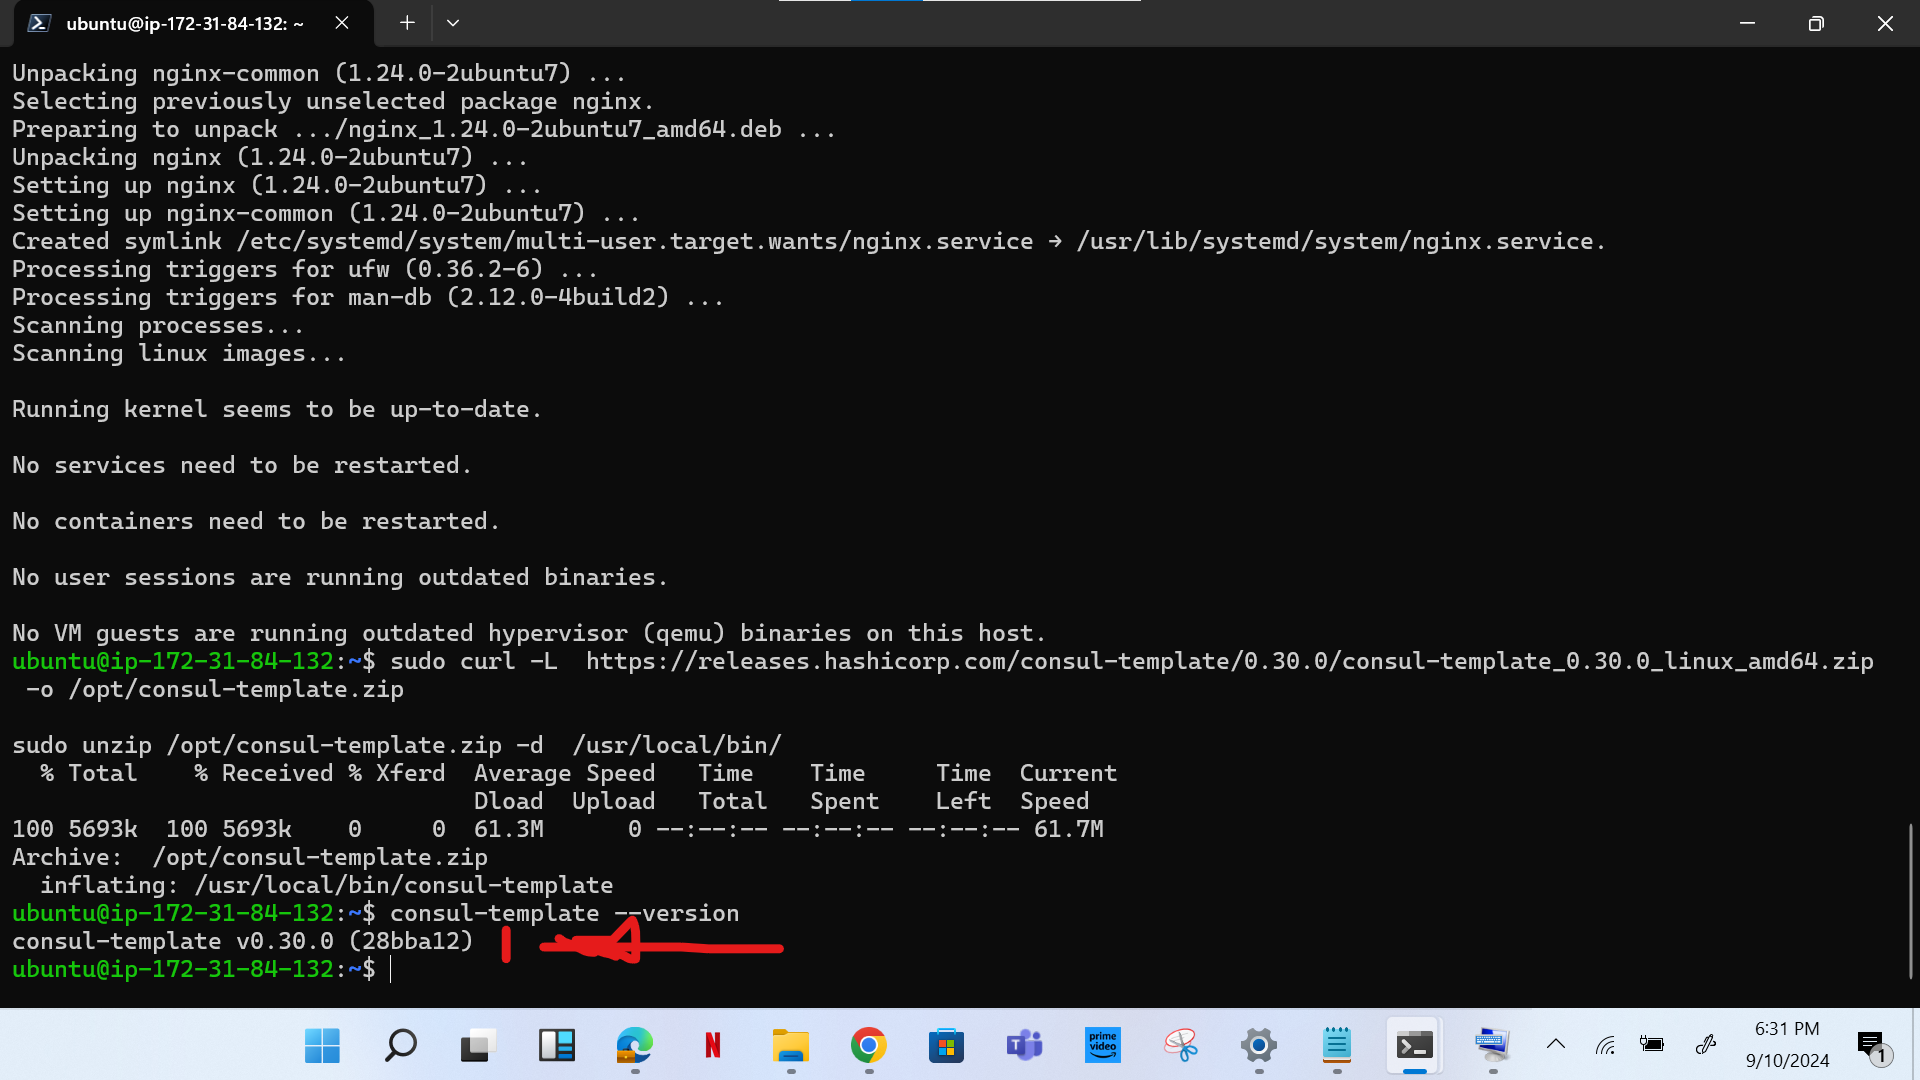 ubuntu@ip-172-31-84-132: ~
Unpacking nginx-common (1.24.0-2ubuntu7) ...
Selecting previously unselected package nginx.
Preparing to unpack .../nginx_1.24.0-2ubuntu7_amd64.deb ...
Unpacking nginx (1.24.0-2ubuntu7) ...
Setting up nginx (1.24.0-2ubuntu7) ...
Setting up nginx-common (1.24.0-2ubuntu7) ...
Created symlink /etc/systemd/system/multi-user.target.wants/nginx.service → /usr/lib/systemd/system/nginx.service.
Processing triggers for ufw (0.36.2-6) ...
Processing triggers for man-db (2.12.0-4build2) ...
Scanning processes...
Scanning linux images...
Running kernel seems to be up-to-date.
No services need to be restarted.
No containers need to be restarted.
No user sessions are running outdated binaries.
No VM guests are running outdated hypervisor (qemu) binaries on this host.
ubuntu@ip-172-31-84-132:~$ sudo curl -L  https://releases.hashicorp.com/consul-template/0.30.0/consul-template_0.30.0_linux_amd64.zip
-o /opt/consul-template.zip
sudo unzip /opt/consul-template.zip -d  /usr/local/bin/
% Total    % Received % Xferd  Average Speed   Time   Time     Time  Current
Dload  Upload   Total   Spent    Left  Speed
100 5693k  100 5693k    0     0  61.3M      0 --:--:-- --:--:-- --:--:-- 61.7M
Archive:  /opt/consul-template.zip
inflating: /usr/local/bin/consul-template
ubuntu@ip-172-31-84-132:~$ consul-template --version
consul-template v0.30.0 (28bba12)
ubuntu@ip-172-31-84-132:~$
N
prime video
6:31 PM
9/10/2024
1